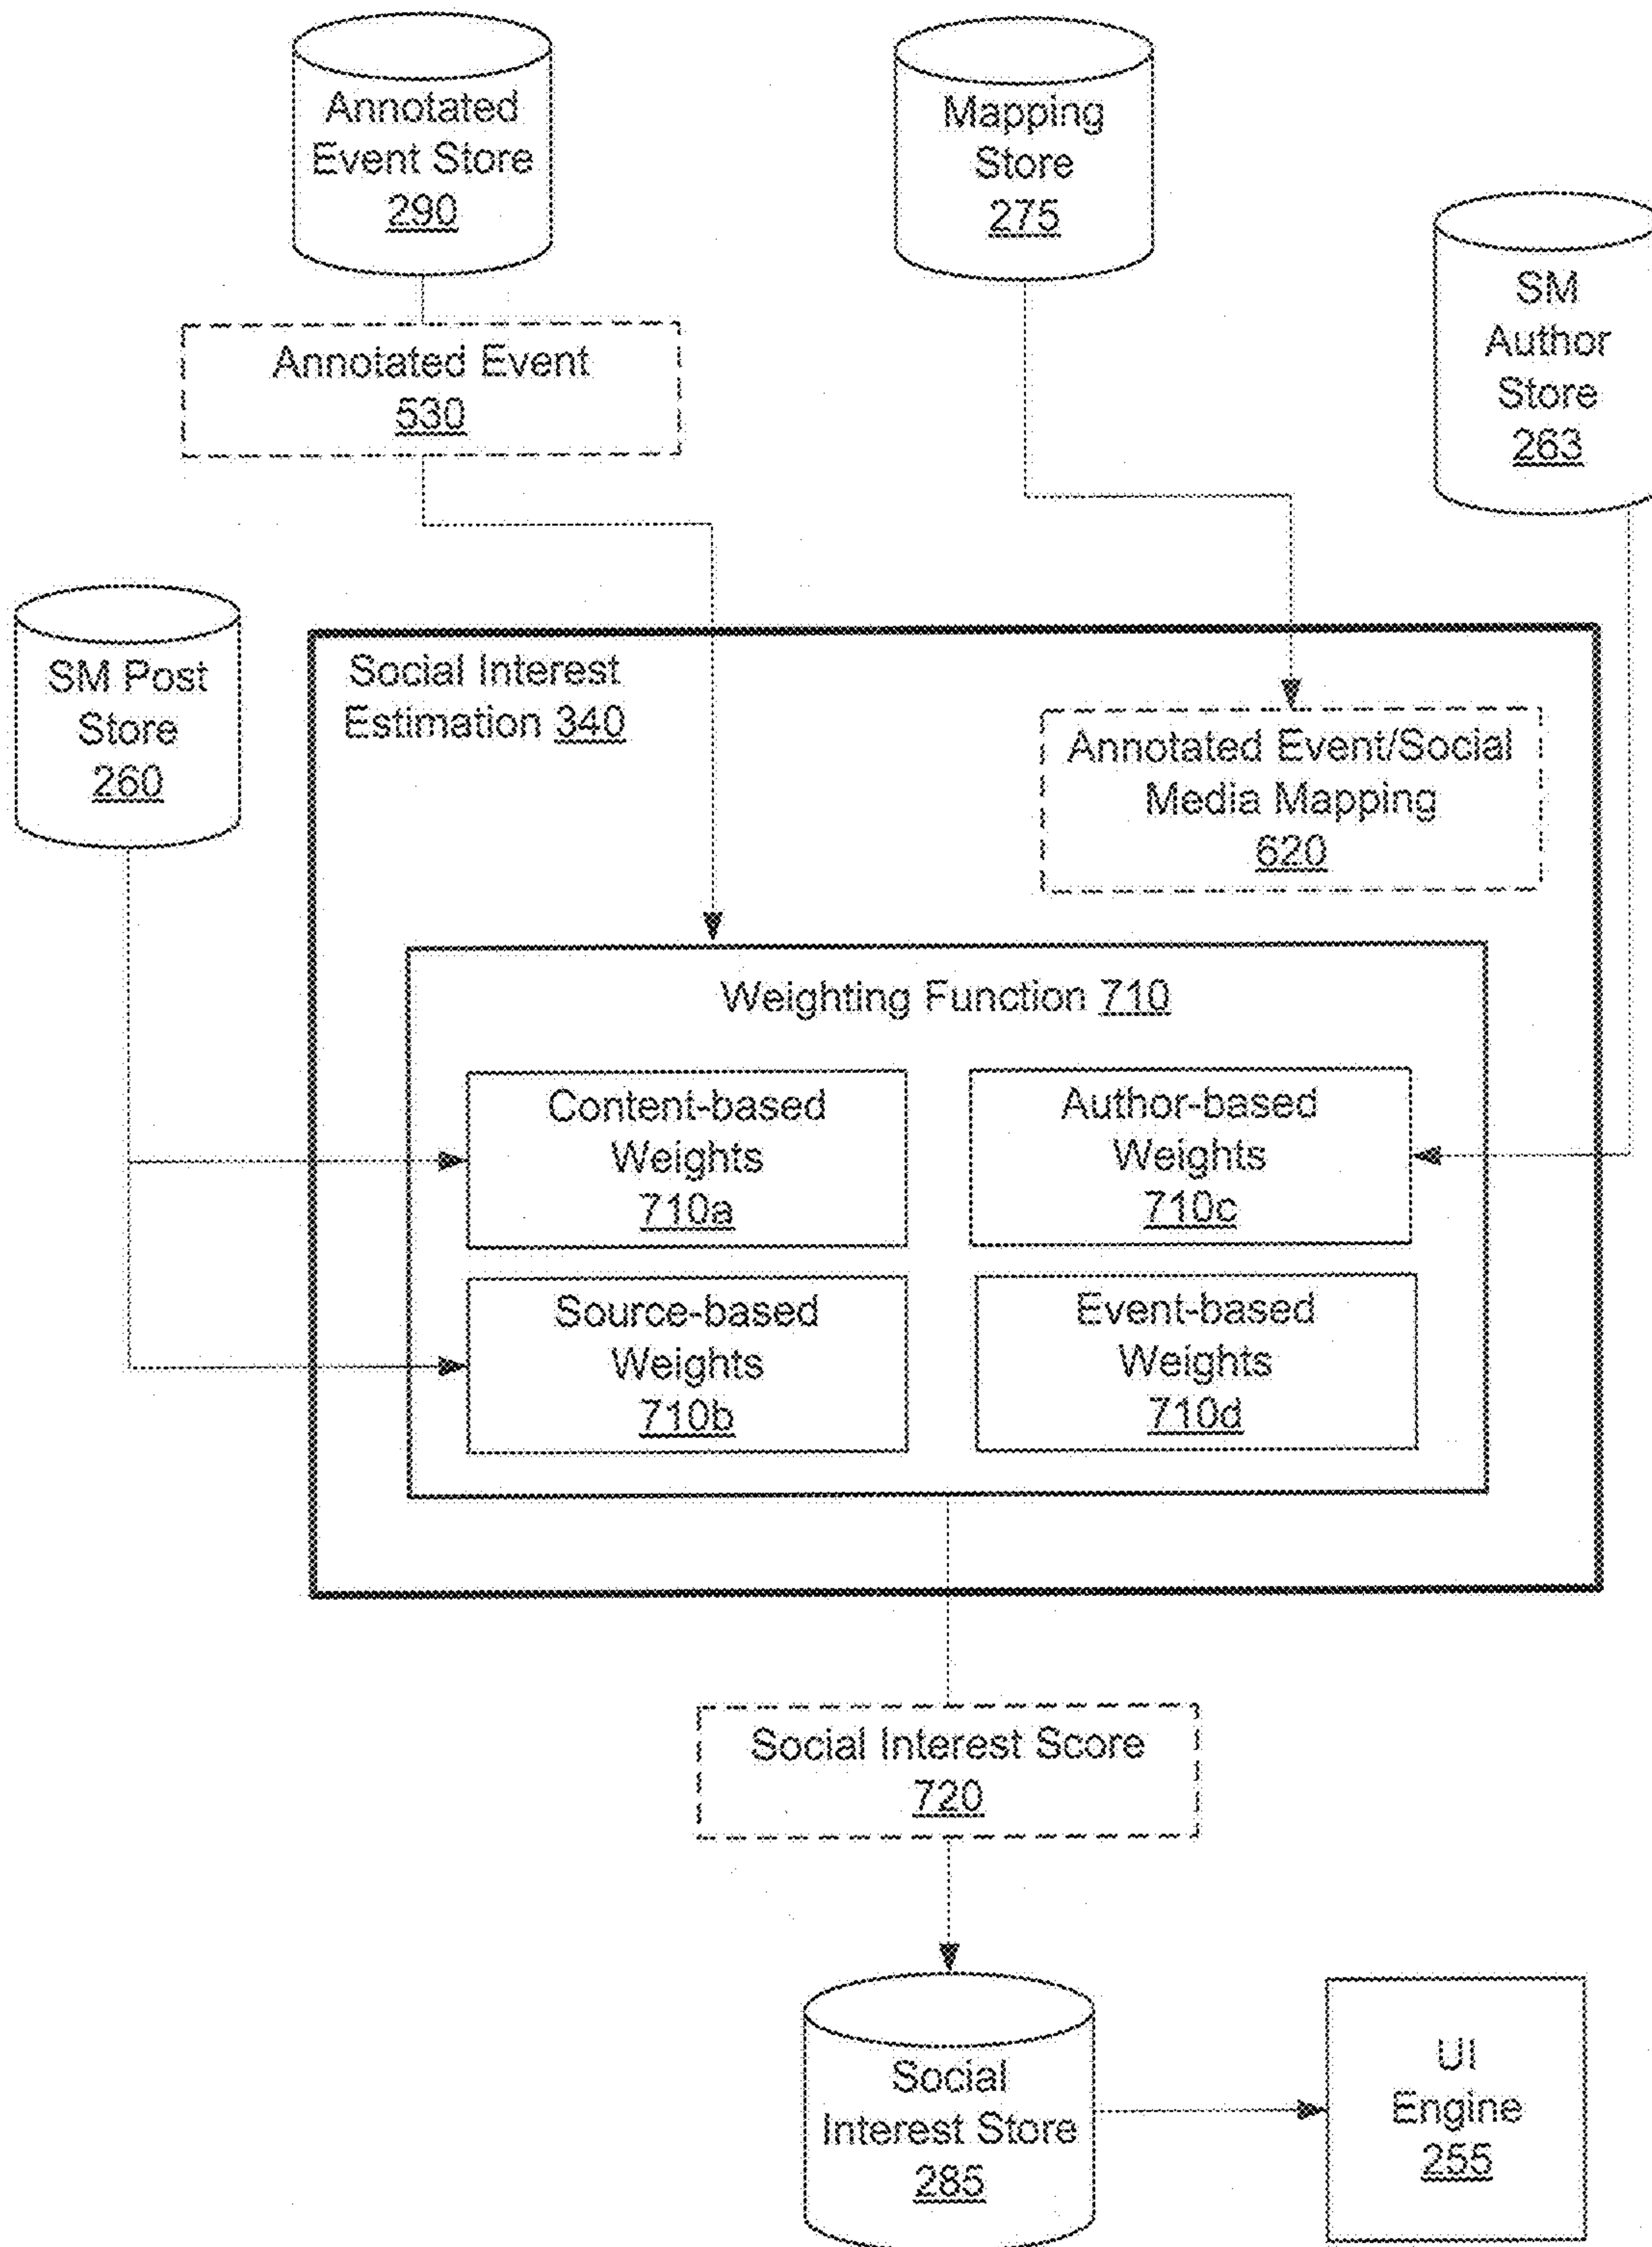 Annotated
Event Store
290
Mapping
Store
275
SM
Author
Store
263
Annotated Event
530
SM Post
Store
260
Social Interest
Estimation 340
Annotated Event/Social
Media Mapping
620
Weighting Function 710
Content-based
Weights
710a
Author-based
Weights
710c
Source-based
Weights
710b
Event-based
Weights
710d
Social Interest Score
720
Social
Interest Store
285
UI
Engine
255